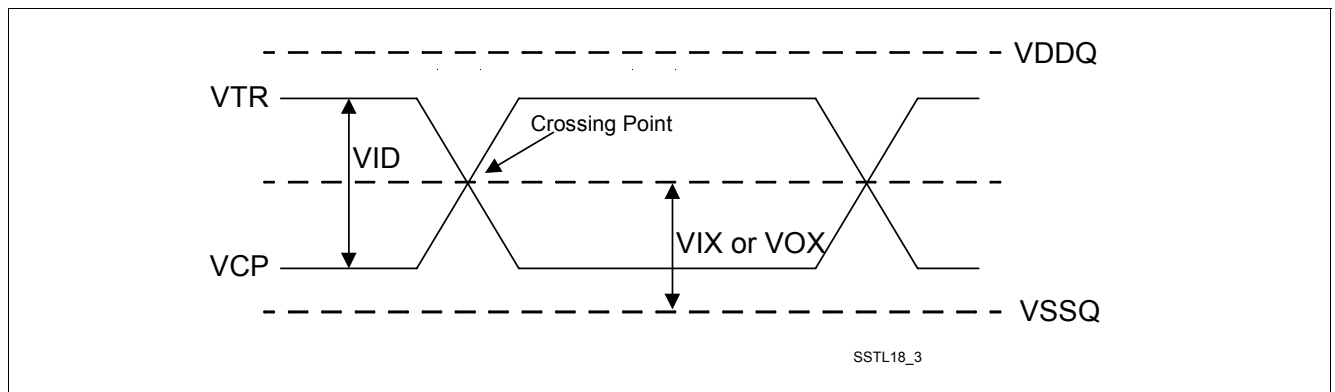 VDDQ
VTR
Crossing Point
VID
VIX or VOX
VCP
VSSQ
SSTL18_3